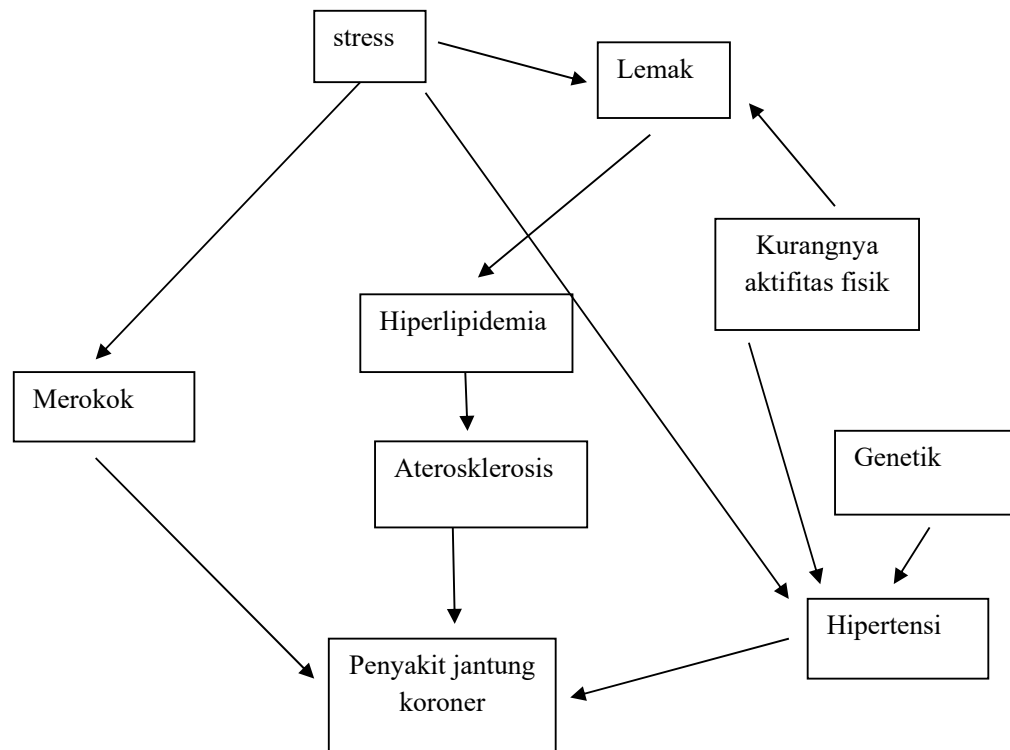 stress
Lemak
Kurangnya
aktifitas fisik
Hiperlipidemia
Merokok
Aterosklerosis
Genetik
Hipertensi
Penyakit jantung
koroner